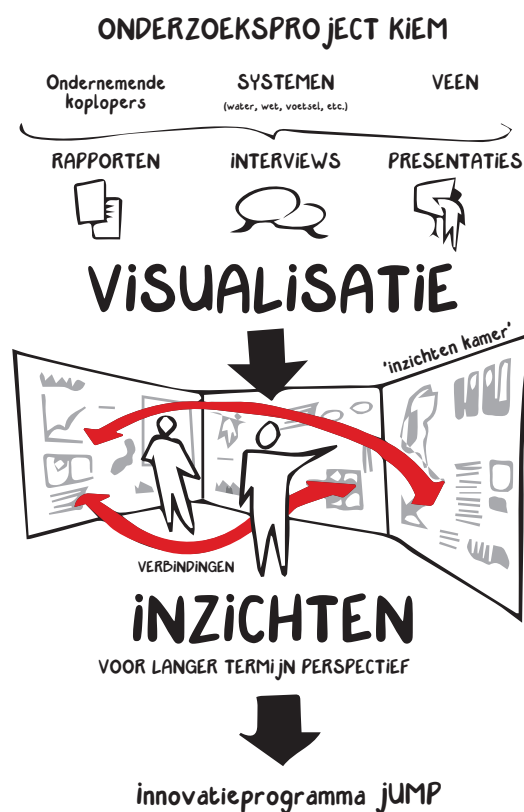 ONDERZOEKSPROjECT KiEM
Ondernemende
koplopers
SYSTEMEN
(water, wet, voetsel, etc.)
VEEN
RAPPORTEN
iNTERViEWS
PRESENTATiES
ViSUALiSATiE
'inzichten kamer'
VERBiNDINGEN
iNZiCHTEN
VOOR LANGER TERMijN PERSPECTiEF
innovatieprogramma jUMP